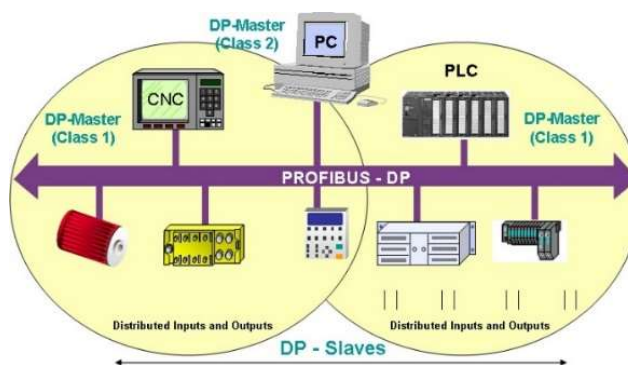 DP-Master
(Class 2)
PC
PLC
CNC
DP-Master
(Class 1)
DP-Master
(Class 1)
PROFIBUS - DP
Distributed Inputs and Outputs
Distributed Inputs and Outputs
DP - Slaves